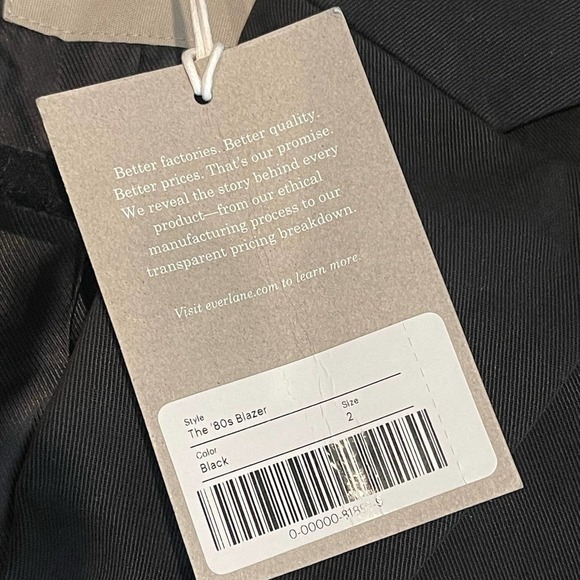 Better factories. Better quality.
Better prices. That's our promise.
We reveal the story behind every
product—from our ethical
manufacturing process to our
transparent pricing breakdown.
Visit everlane.com to learn more.
Style
The '80s Blazer
Color
Black
Size
2